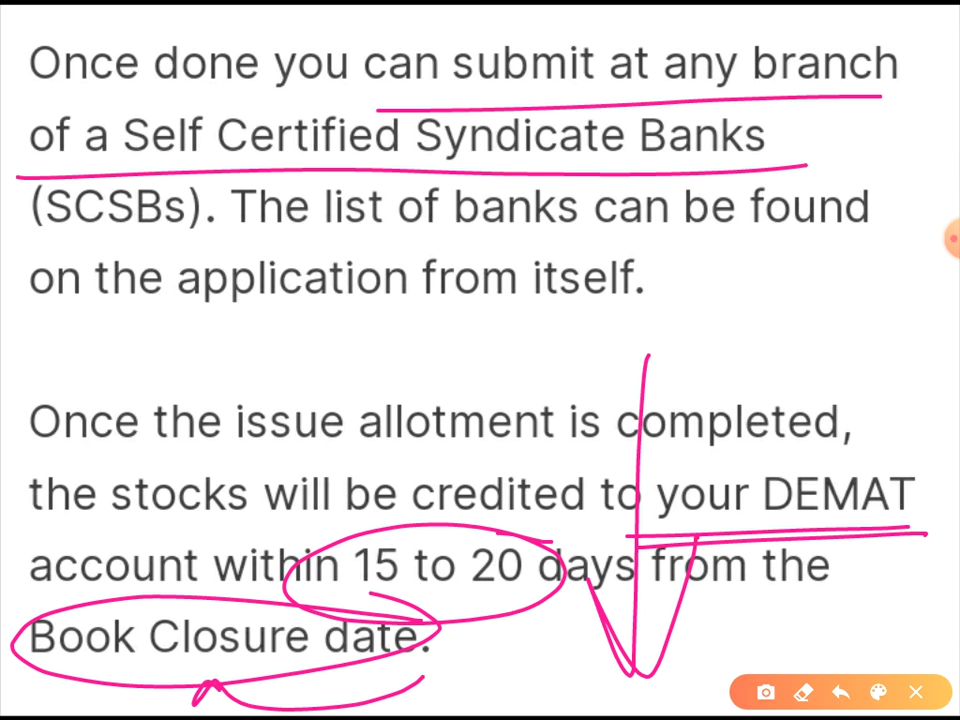 Once done you can submit at any branch
of a Self Certified Syndicate Banks
(SCSBs). The list of banks can be found
on the application from itself.
Once the issue allotment is completed,
the stocks will be credited to your DEMAT
account within 15 to 20 days from the
Book Closure date.